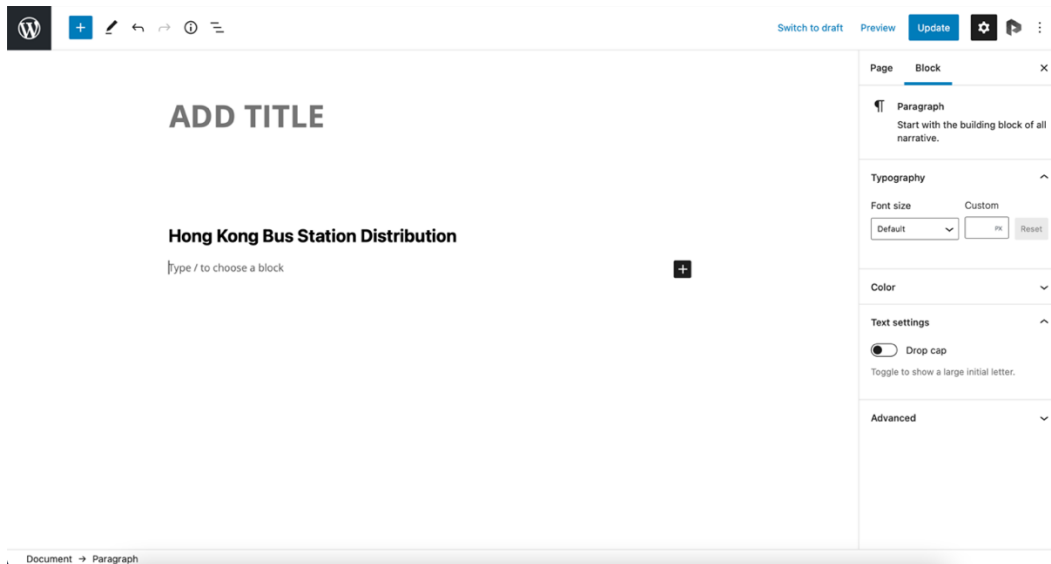 Switch to draft Preview Update
Page Block
ADD TITLE
Paragraph
Start with the building block of all
narrative.
Typography
Font size Custom
Default PX Reset
Hong Kong Bus Station Distribution
Type / to choose a block
Color
Text settings
Drop cap
Toggle to show a large initial letter.
Advanced
Document → Paragraph